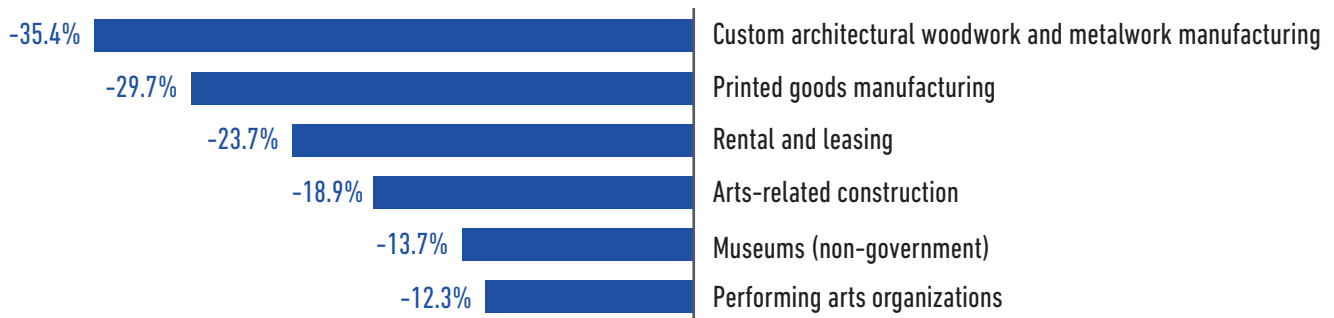 -35.4% Custom architectural woodwork and metalwork manufacturing
-29.7% Printed goods manufacturing
-23.7% Rental and leasing
-18.9% Arts-related construction
-13.7% Museums (non-government)
-12.3% Performing arts organizations